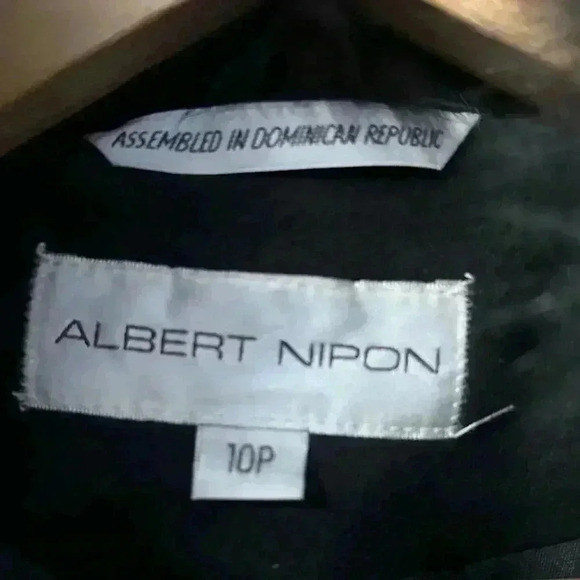 ASSEMBLED IN DOMINICAN REPUBLIC
ALBERT NIPON
10P